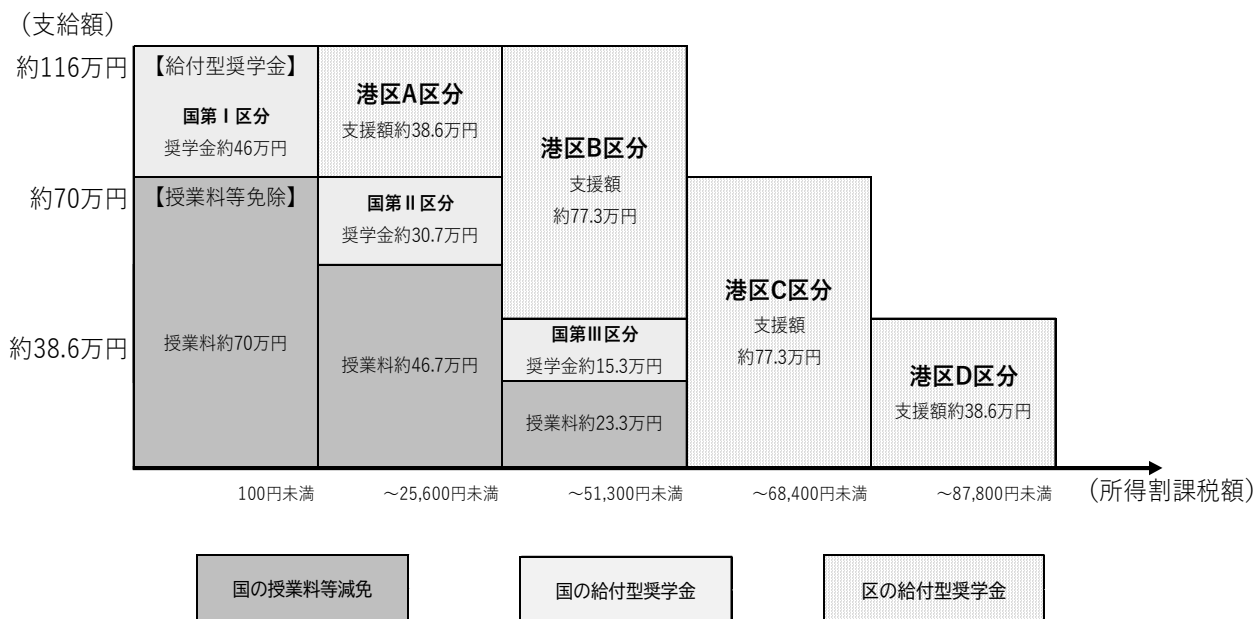 （支給額）
約116万円
【給付型奨学金】
国第Ⅰ区分
奨学金約46万円
港区A区分
支援額約38.6万円
港区B区分
支援額
約77.3万円
約70万円
【授業料等免除】
授業料約70万円
国第Ⅱ区分
奨学金約30.7万円
授業料約46.7万円
港区C区分
支援額
約77.3万円
約38.6万円
国第Ⅲ区分
奨学金約15.3万円
授業料約23.3万円
港区D区分
支援額約38.6万円
100円未満
～25,600円未満
～51,300円未満
～68,400円未満
～87,800円未満
（所得割課税額）
国の授業料等減免
国の給付型奨学金
区の給付型奨学金